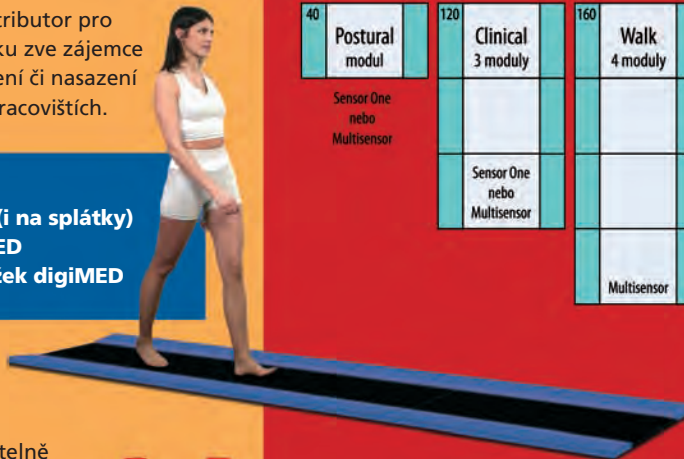 tributor pro
ku zve zájemce
ení či nasazení
racovištích.
(i na splátky)
ED
žek digiMED
telně
40
Postural
modul
Sensor One
nebo
Multisensor
120
Clinical
3 moduly
Sensor One
nebo
Multisensor
160
Walk
4 moduly
Multisensor